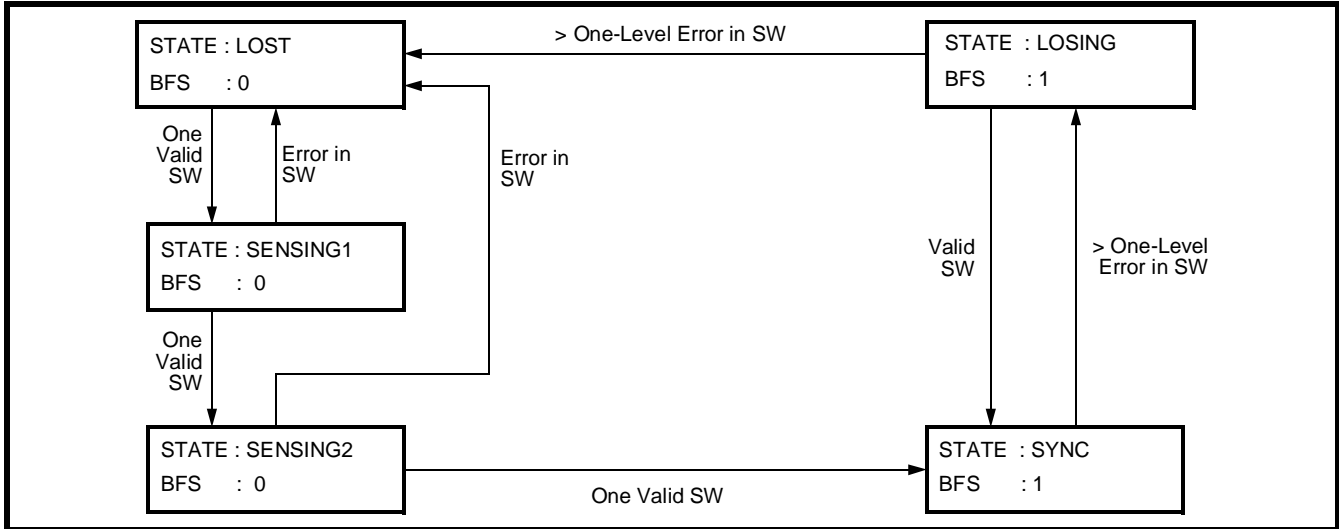 STATE : LOST
BFS : 0
> One-Level Error in SW
STATE : LOSING
BFS : 1
One
Valid
SW
Error in
SW
Error in
SW
STATE : SENSING1
BFS : 0
Valid
SW
> One-Level
Error in SW
One
Valid
SW
STATE : SENSING2
BFS : 0
One Valid SW
STATE : SYNC
BFS : 1